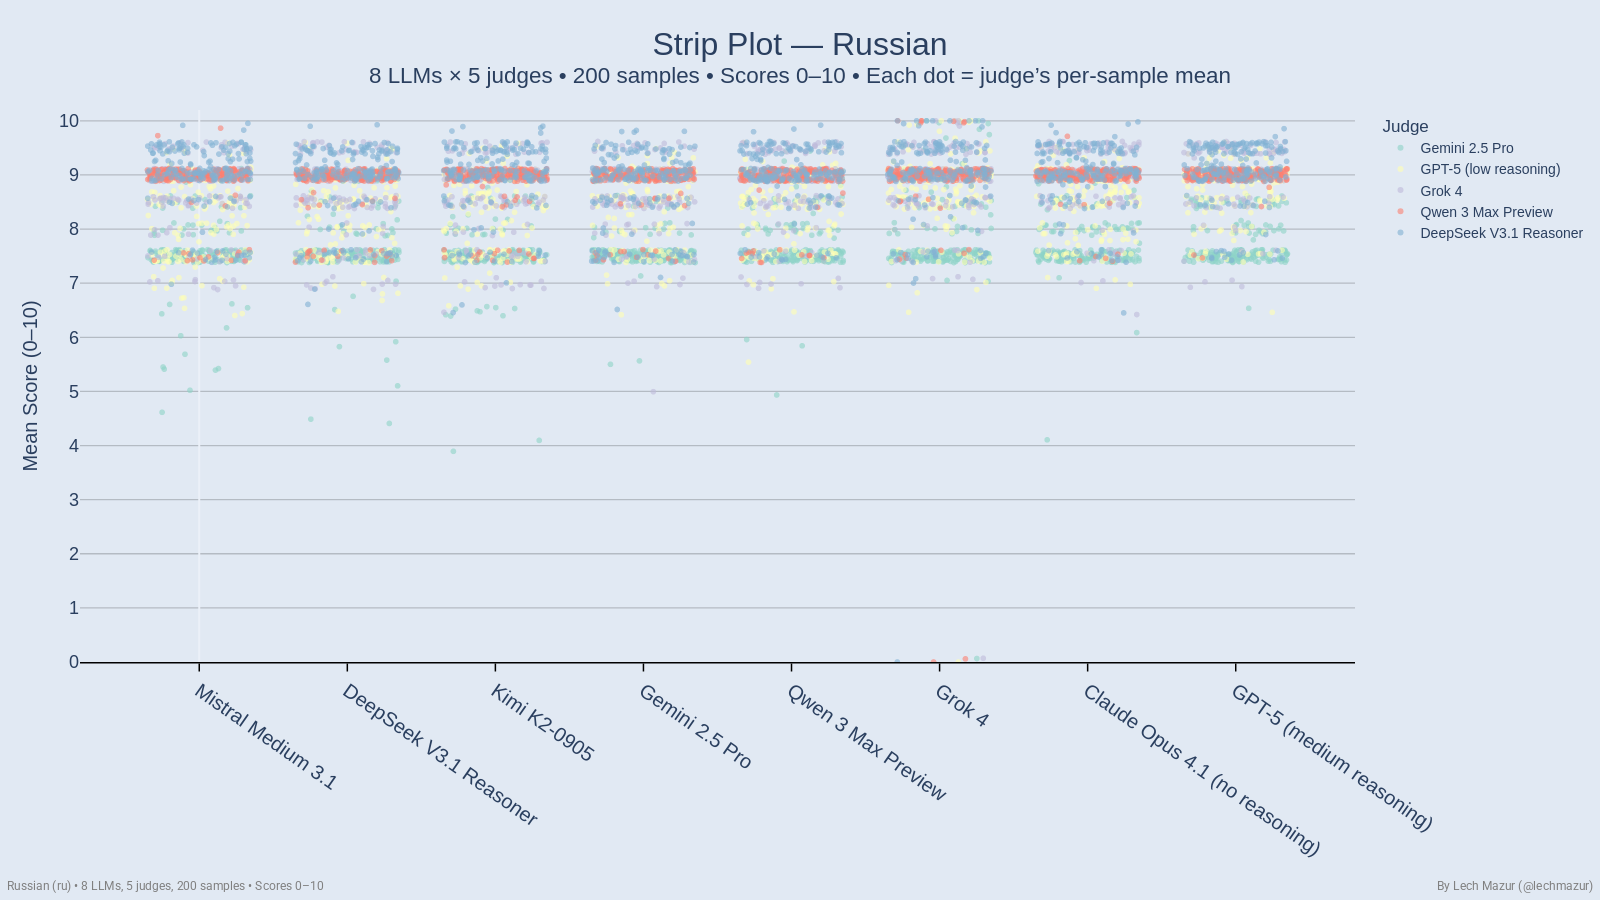 Strip Plot — Russian
8 LLMs × 5 judges • 200 samples • Scores 0–10 • Each dot = judge’s per-sample mean
Mean Score (0–10)
10
9
8
7
6
5
4
3
2
1
0
Mistral Medium 3.1
DeepSeek V3.1 Reasoner
Kimi K2-0905
Gemini 2.5 Pro
Qwen 3 Max Preview
Grok 4
Claude Opus 4.1 (no reasoning)
GPT-5 (medium reasoning)
Judge
Gemini 2.5 Pro
GPT-5 (low reasoning)
Grok 4
Qwen 3 Max Preview
DeepSeek V3.1 Reasoner
Russian (ru) • 8 LLMs, 5 judges, 200 samples • Scores 0–10
By Lech Mazur (@lechmazur)